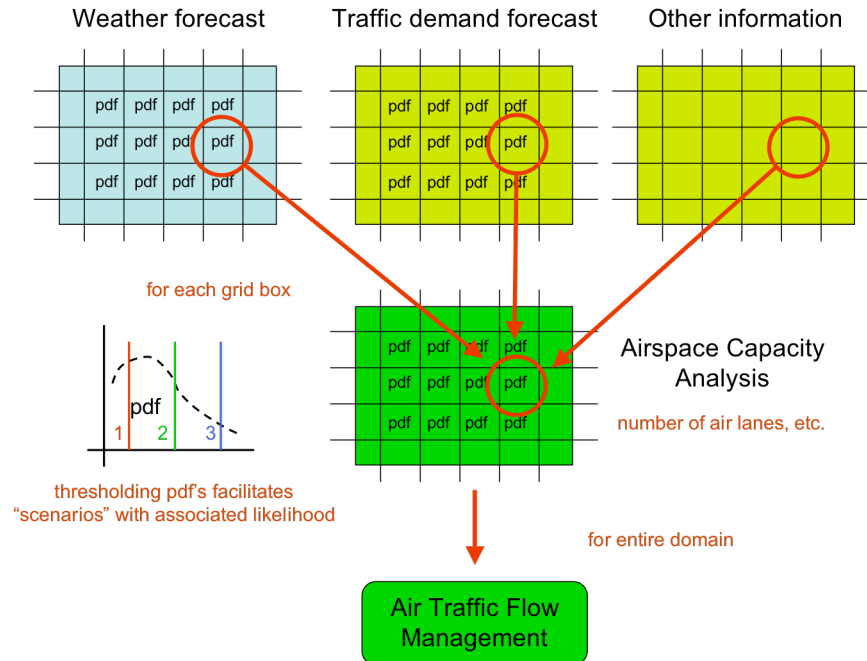 Weather forecast
Traffic demand forecast
Other information
pdf pdf pdf pdf
pdf pdf pdf pdf
pdf pdf pdf pdf
pdf pdf pdf pdf
pdf pdf pdf pdf
pdf pdf pdf pdf
for each grid box
pdf
1 2 3
thresholding pdf's facilitates
“scenarios” with associated likelihood
pdf pdf pdf pdf
pdf pdf pdf pdf
pdf pdf pdf pdf
Airspace Capacity
Analysis
number of air lanes, etc.
for entire domain
Air Traffic Flow
Management